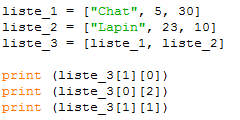 liste_1 = ["Chat", 5, 30]
liste_2 = ["Lapin", 23, 10]
liste_3 = [liste_1, liste_2]
print (liste_3[1][0])
print (liste_3[0][2])
print (liste_3[1][1])